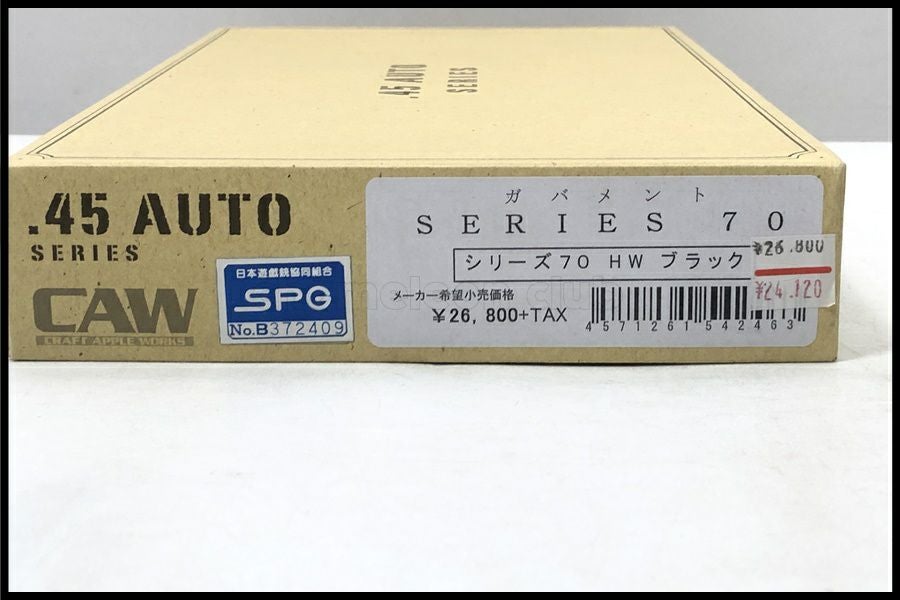 .45 AUTO
SERIES
.45 AUTO
SERIES
CAW
CRAFT APPLE WORKS
日本遊戯銃協同組合
SPG
No.B372409
ガバメント
SERIES 70
シリーズ70 HW ブラック
メーカー希望小売価格
¥26,800+TAX
4571261542463
¥26.800
¥24.120